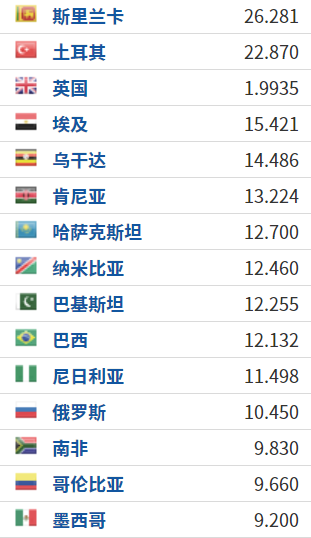 斯里兰卡 26.281
土耳其 22.870
英国 1.9935
埃及 15.421
乌干达 14.486
肯尼亚 13.224
哈萨克斯坦 12.700
纳米比亚 12.460
巴基斯坦 12.255
巴西 12.132
尼日利亚 11.498
俄罗斯 10.450
南非 9.830
哥伦比亚 9.660
墨西哥 9.200